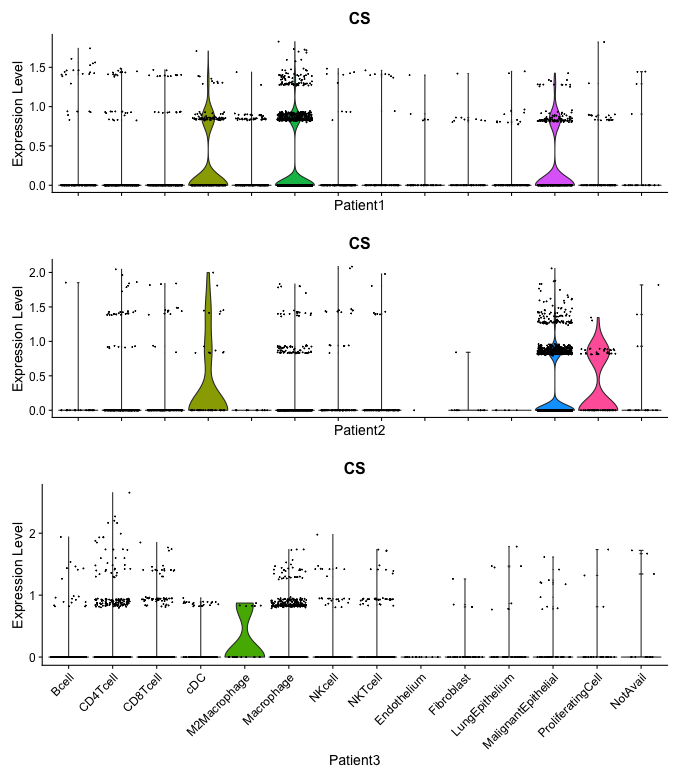 CS
Expression Level
1.5
1.0
0.5
0.0
Patient1
CS
Expression Level
2.0
1.5
1.0
0.5
0.0
Patient2
CS
Expression Level
2
1
0
Bcell
CD4Tcell
CD8Tcell
cDC
M2Macrophage
Macrophage
NKcell
NKTcell
Endothelium
Fibroblast
LungEpithelium
MalignantEpithelial
ProliferatingCell
NotAvail
Patient3